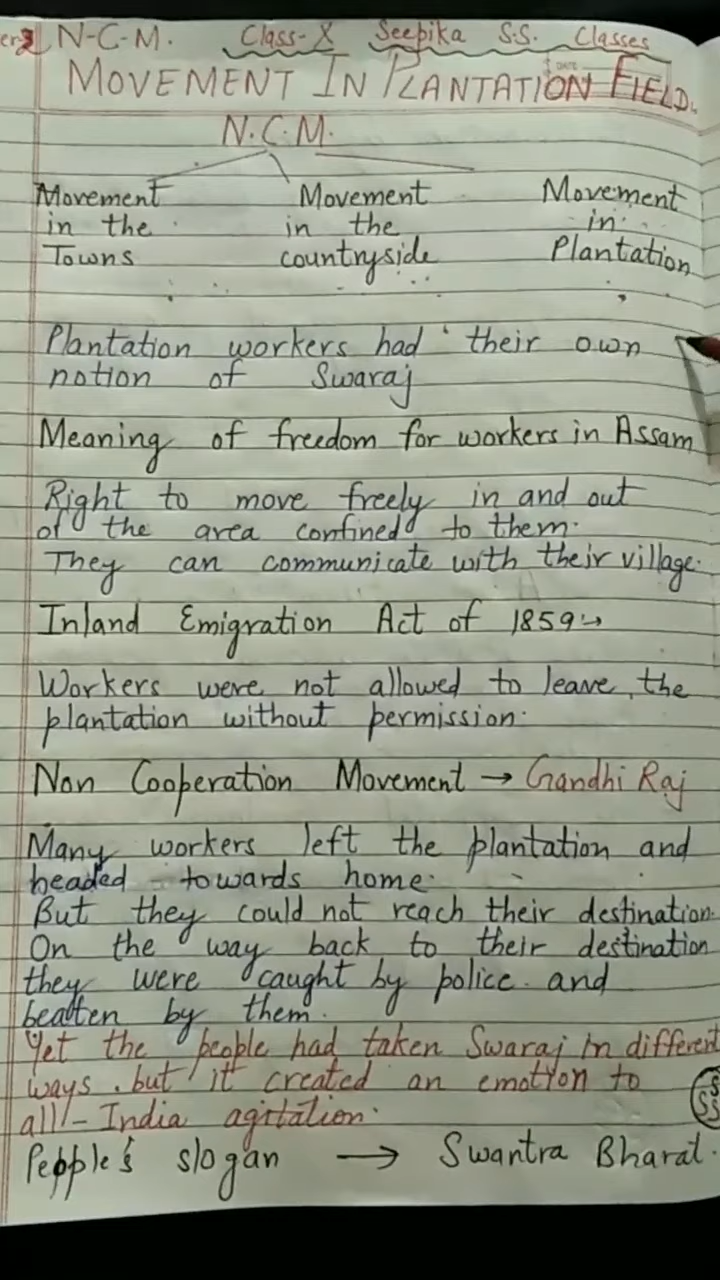 N-C-M. Class-X Seepika S.S. Classes
MOVEMENT IN PLANTATION FIELD.
N.C.M.
Movement in the Towns
Movement in the countryside
Movement in Plantation
Plantation workers had their own
notion of Swaraj
Meaning of freedom for workers in Assam
Right to move freely in and out
of the area confined to them.
They can communicate with their village.
Inland Emigration Act of 1859:→
Workers were not allowed to leave the
plantation without permission.
Non Cooperation Movement → Gandhi Raj
Many workers left the plantation and
headed towards home.
But they could not reach their destination.
On the way back to their destination
they were caught by police and
beatten by them.
Yet the people had taken Swaraj in different
ways, but it created an emotion to
all-India agitation.
People's slogan → Swantra Bharat.